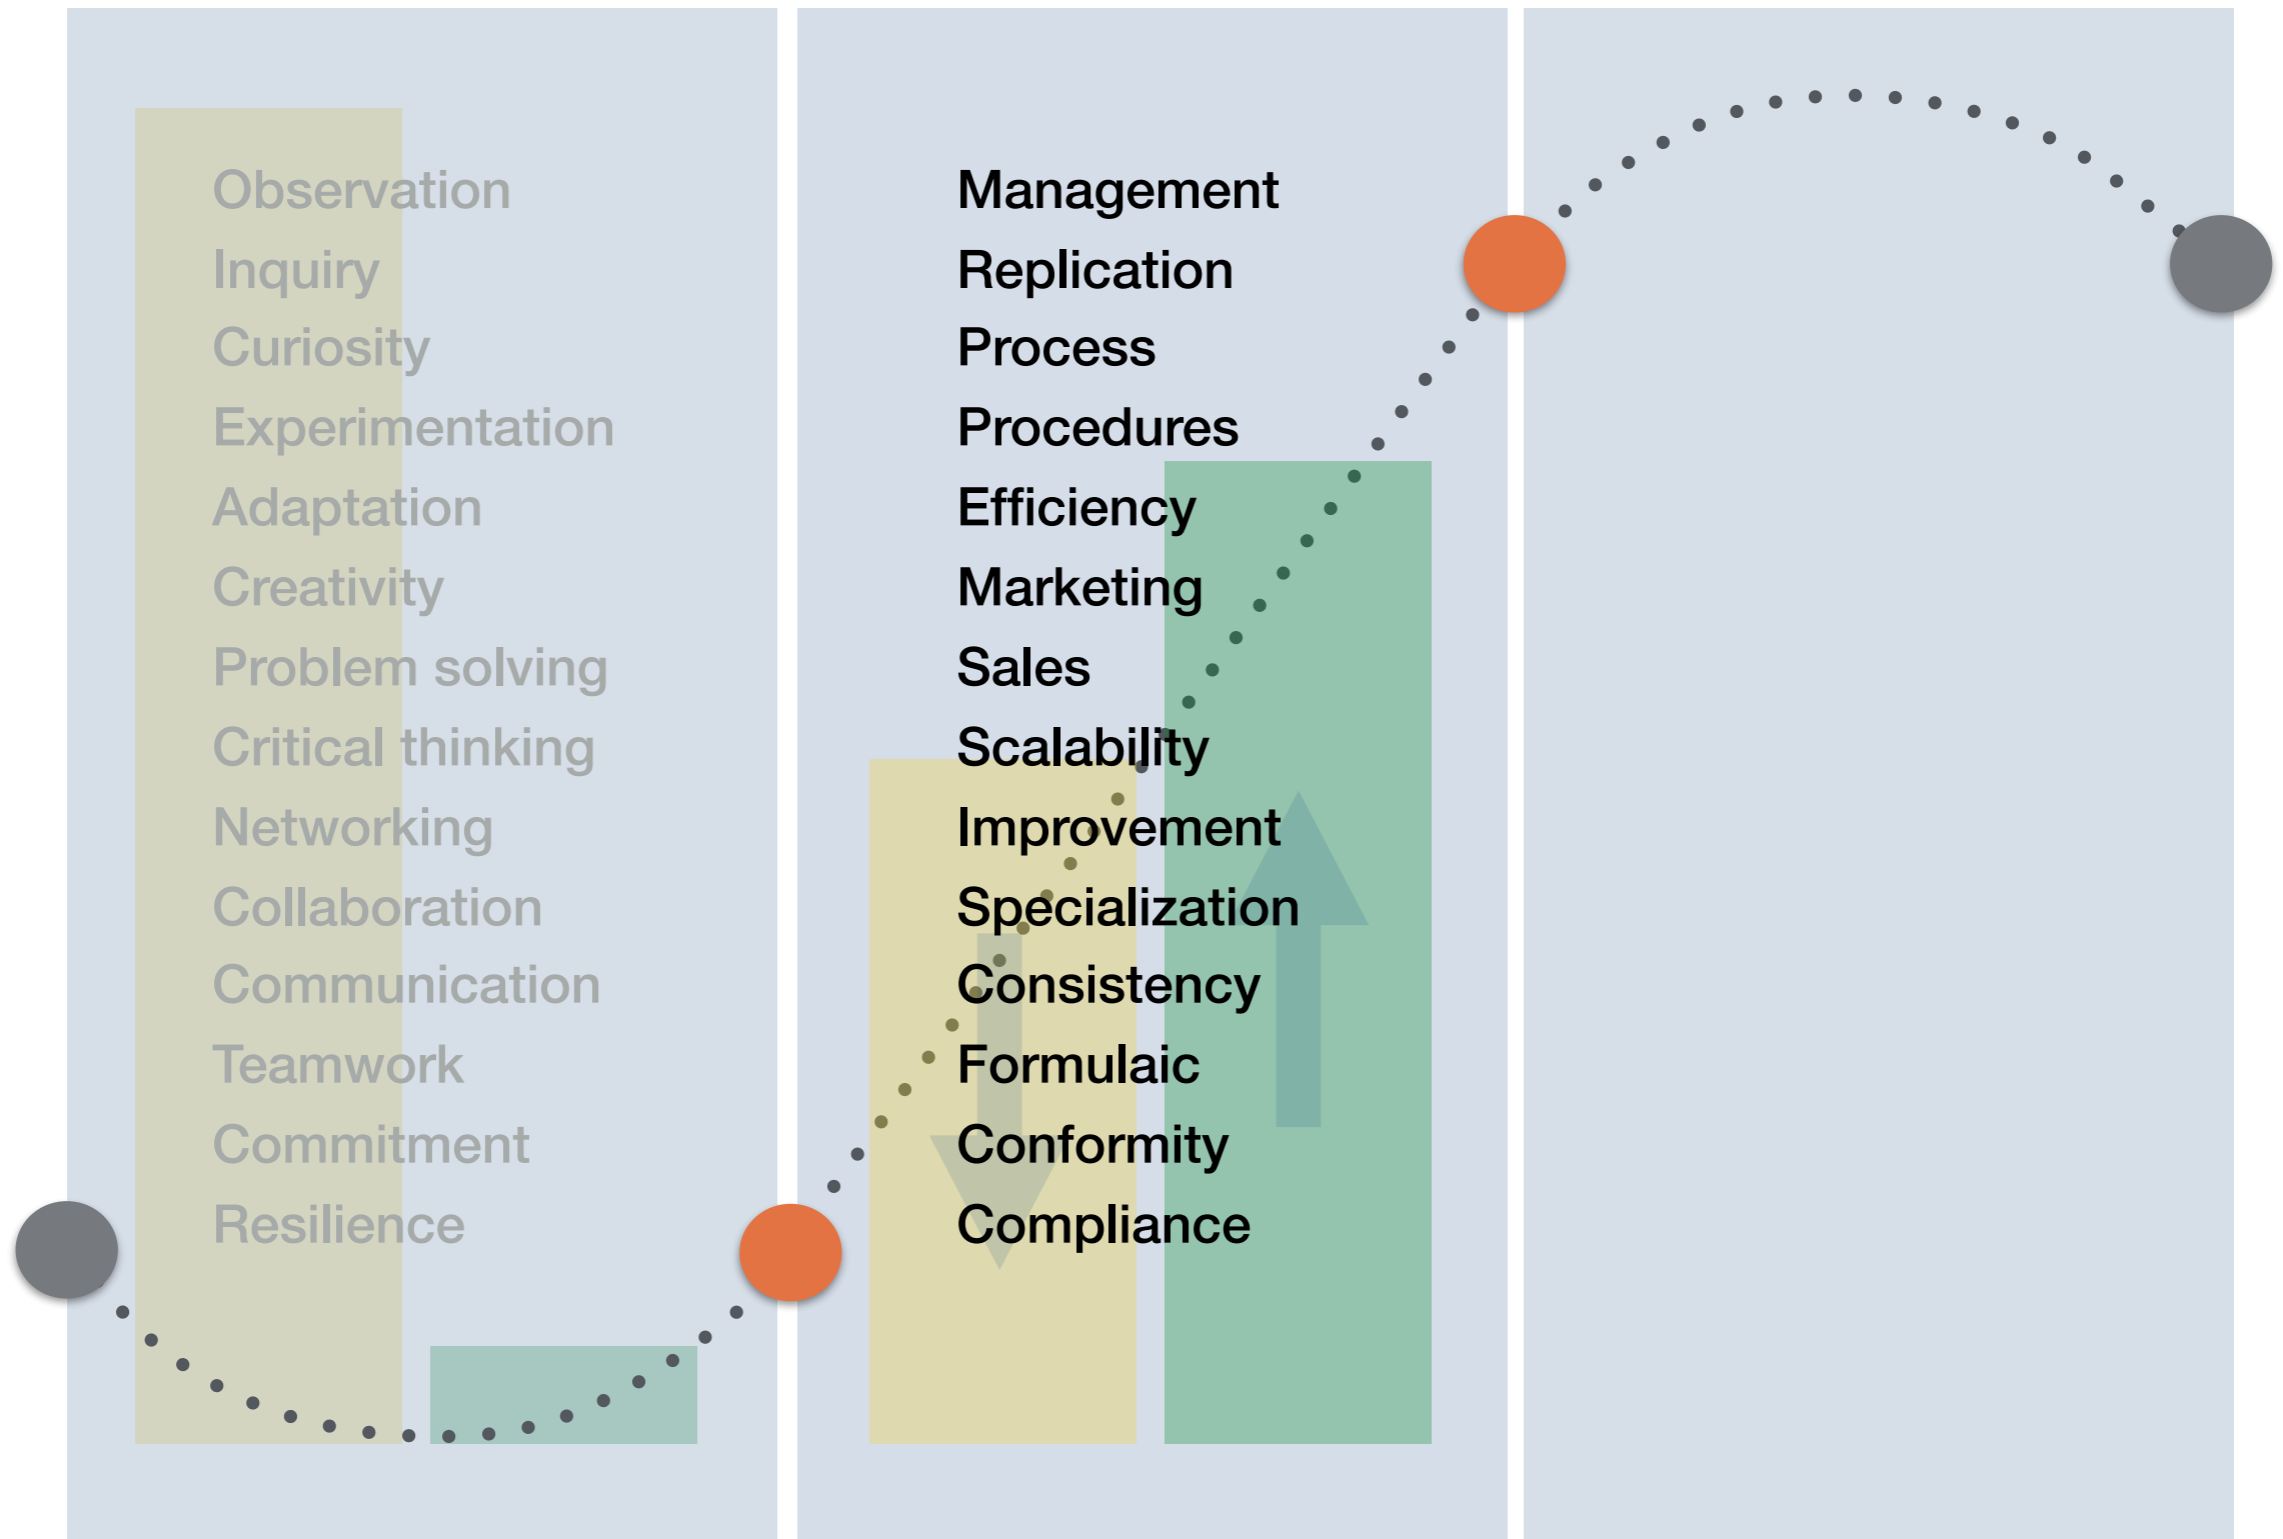 Observation
Inquiry
Curiosity
Experimentation
Adaptation
Creativity
Problem solving
Critical thinking
Networking
Collaboration
Communication
Teamwork
Commitment
Resilience
Management
Replication
Process
Procedures
Efficiency
Marketing
Sales
Scalability
Improvement
Specialization
Consistency
Formulaic
Conformity
Compliance